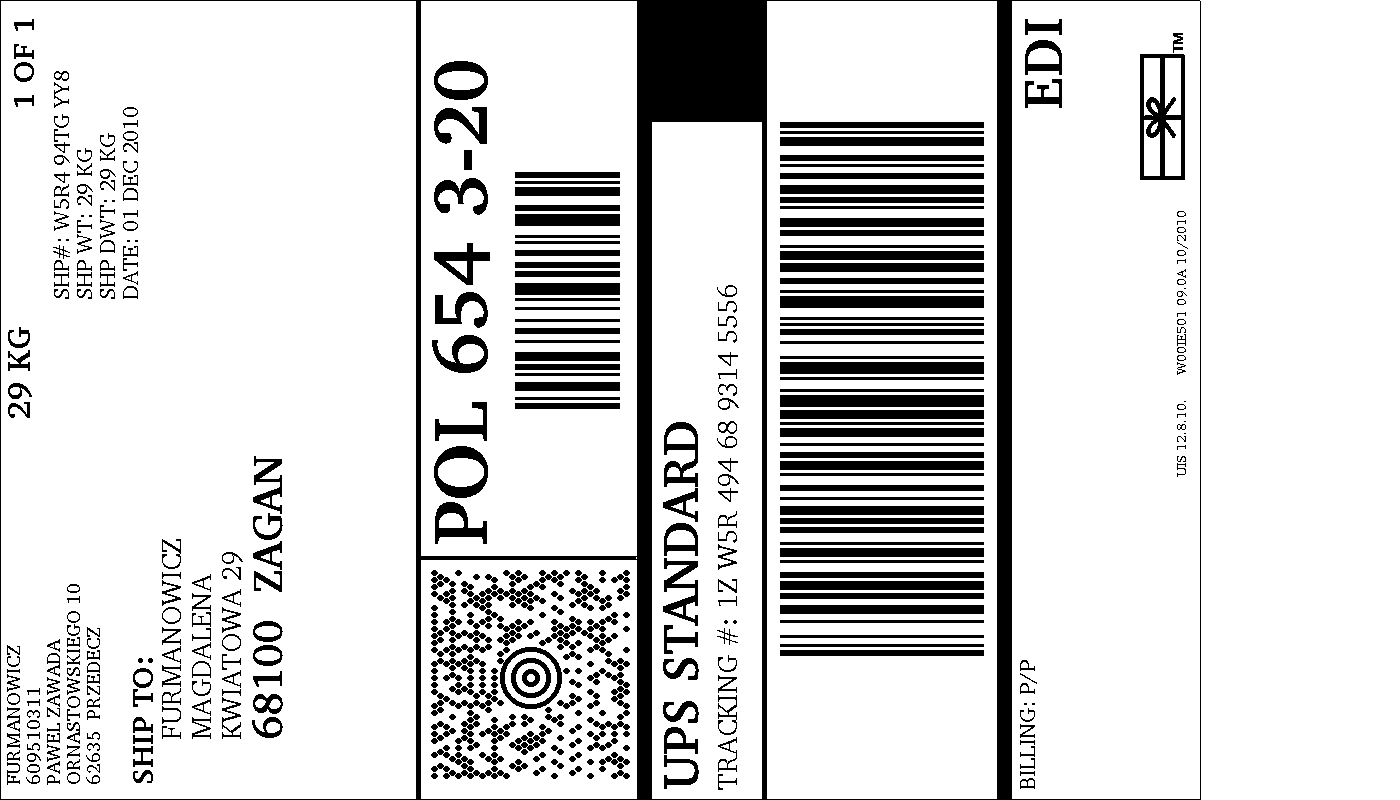 FURMANOWICZ
609510311
PAWEL ZAWADA
ORNASTOWSKIEGO 10
62635 PRZEDECZ
29 KG
1 OF 1
SHP#: W5R4 94TG YY8
SHP WT: 29 KG
SHP DWT: 29 KG
DATE: 01 DEC 2010
SHIP TO:
FURMANOWICZ
MAGDALENA
KWIATOWA 29
68100 ZAGAN
POL 654 3-20
UPS STANDARD
TRACKING #: 1Z W5R 494 68 9314 5556
BILLING: P/P
EDI
TM
UIS 12.8.10. W00IE501 09.0A 10/2010